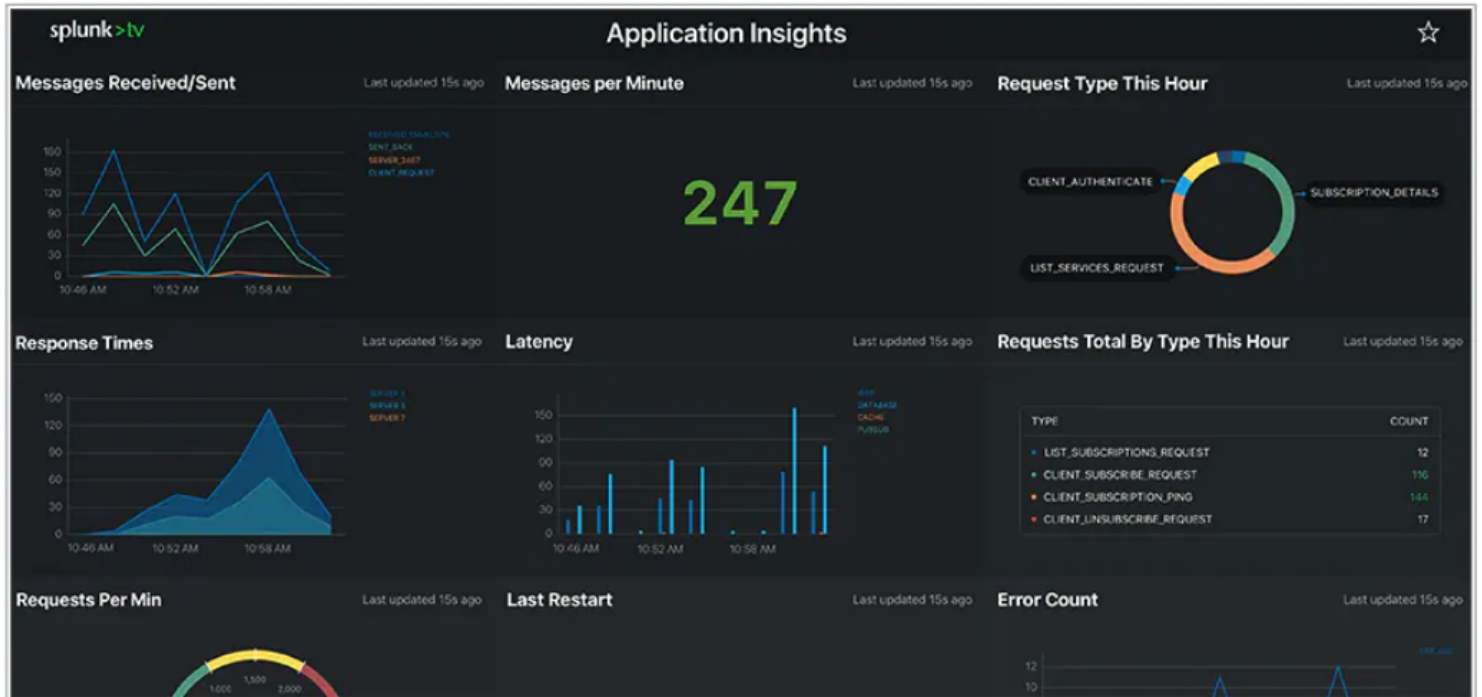 splunk>tv
Application Insights
Messages Received/Sent
Last updated 15s ago
180
150
120
90
60
30
0
10:46 AM 10:52 AM 10:58 AM
SENT_BACK
CLIENT_REQUEST
Messages per Minute
Last updated 15s ago
247
Request Type This Hour
Last updated 15s ago
CLIENT_AUTHENTICATE
SUBSCRIPTION_DETAILS
LIST_SERVICES_REQUEST
Response Times
Last updated 15s ago
150
120
90
60
30
0
10:46 AM 10:52 AM 10:58 AM
SERVER 7
Latency
Last updated 15s ago
150
120
90
60
30
0
10:46 AM 10:52 AM 10:58 AM
DATABASE
CACHE
PUBSUB
Requests Total By Type This Hour
Last updated 15s ago
TYPE COUNT
LIST_SUBSCRIPTIONS_REQUEST 12
CLIENT_SUBSCRIBE_REQUEST 116
CLIENT_SUBSCRIPTION_PING 144
CLIENT_UNSUBSCRIBE_REQUEST 17
Requests Per Min
Last updated 15s ago
1,000 1,500 2,000
Last Restart
Last updated 15s ago
Error Count
Last updated 15s ago
12
10